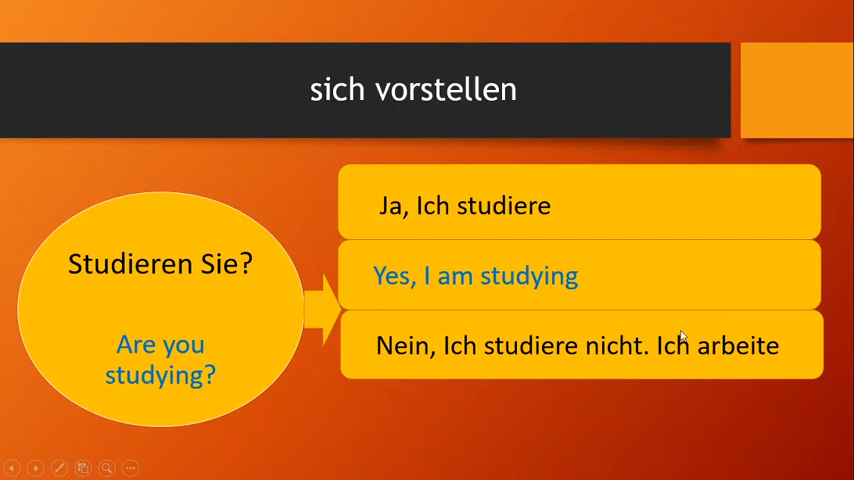 sich vorstellen
Studieren Sie?
Are you
studying?
Ja, Ich studiere
Yes, I am studying
Nein, Ich studiere nicht. Ich arbeite